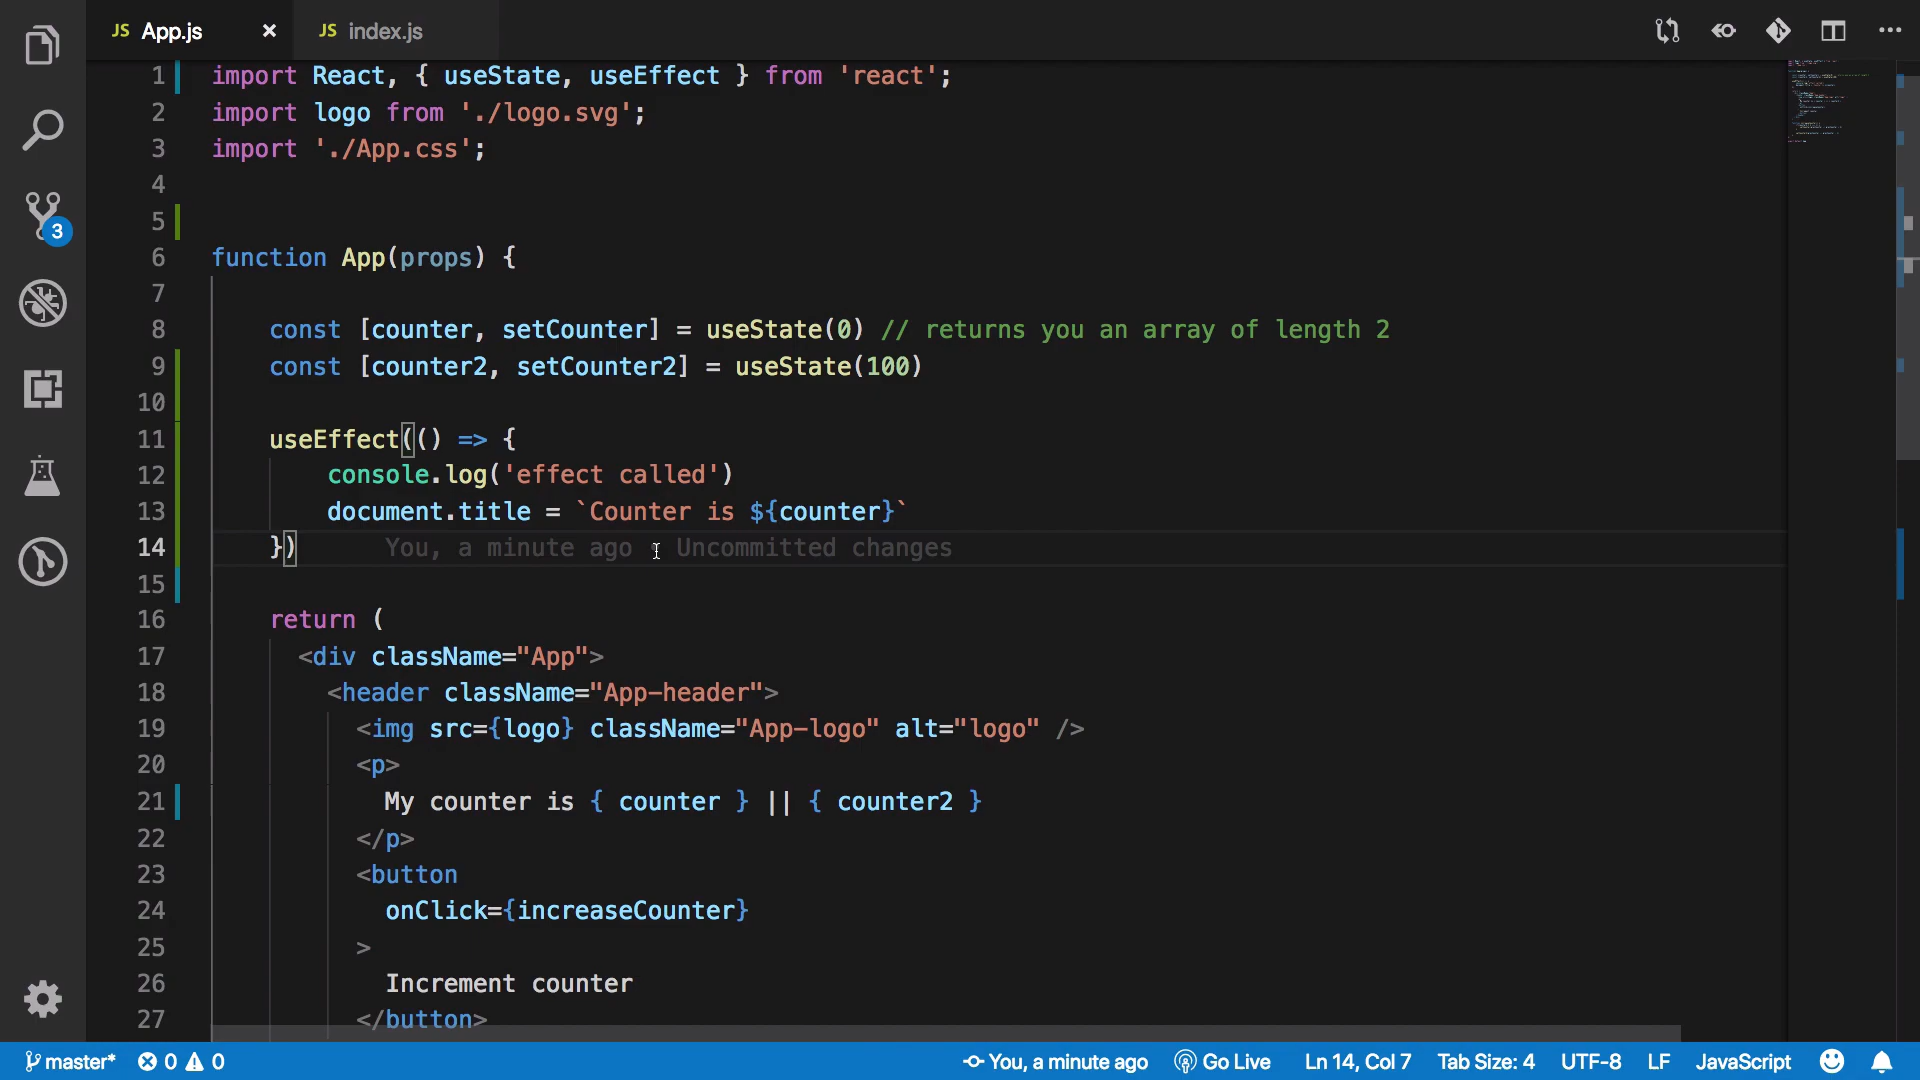 JS App.js × JS index.js
1 import React, { useState, useEffect } from 'react';
2 import logo from './logo.svg';
3 import './App.css';
4
5
6 function App(props) {
7
8 const [counter, setCounter] = useState(0) // returns you an array of length 2
9 const [counter2, setCounter2] = useState(100)
10
11 useEffect(() => {
12 console.log('effect called')
13 document.title = `Counter is ${counter}`
14 }) You, a minute ago • Uncommitted changes
15
16 return (
17 <div className="App">
18 <header className="App-header">
19 <img src={logo} className="App-logo" alt="logo" />
20 <p>
21 My counter is { counter } || { counter2 }
22 </p>
23 <button
24 onClick={increaseCounter}
25 >
26 Increment counter
27 </button>
3
master* 0 0 You, a minute ago Go Live Ln 14, Col 7 Tab Size: 4 UTF-8 LF JavaScript